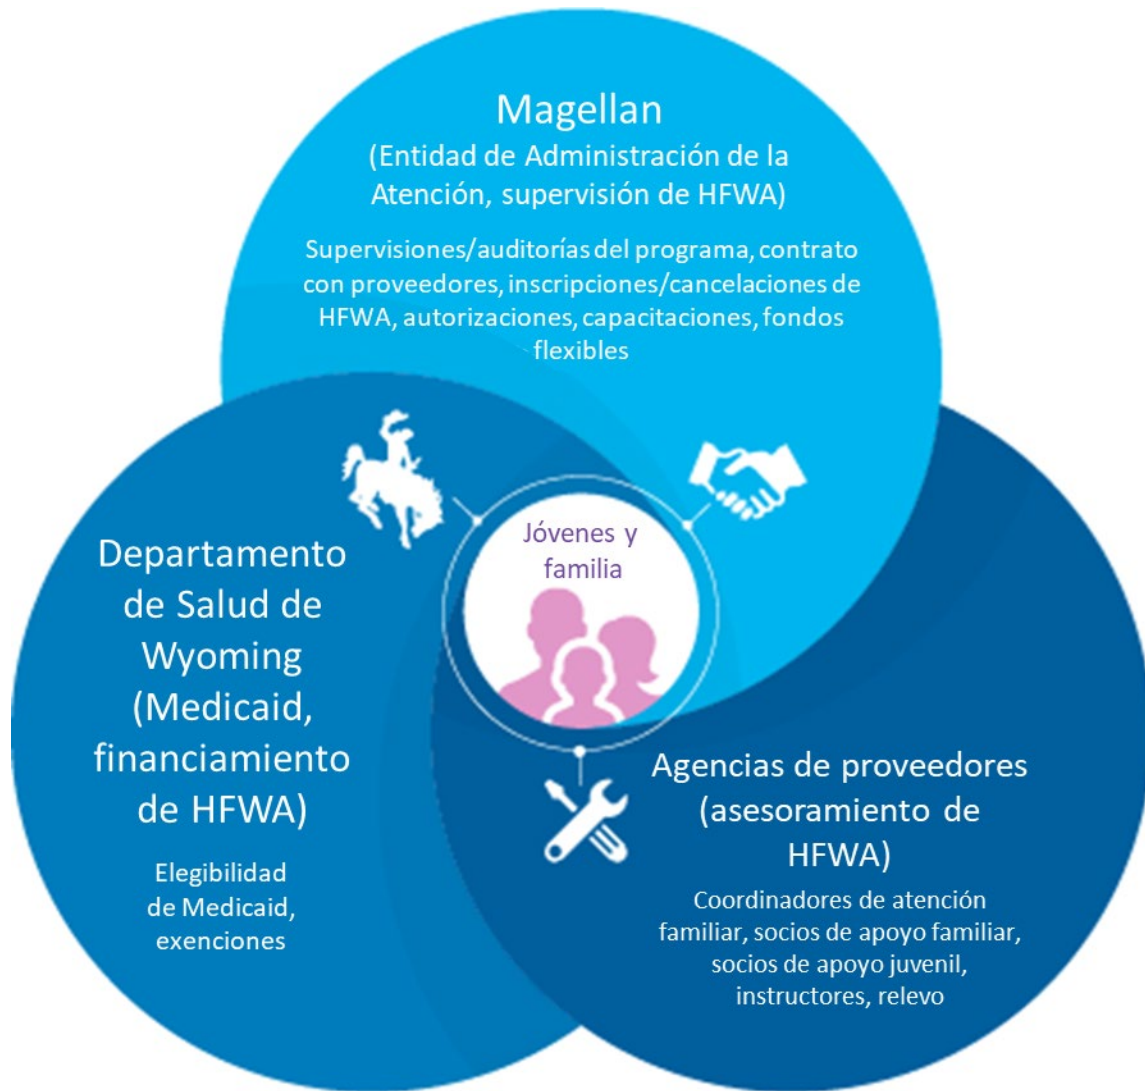 Magellan
(Entidad de Administración de la
Atención, supervisión de HFWA)
Supervisiones/auditorías del programa, contrato
con proveedores, inscripciones/cancelaciones de
HFWA, autorizaciones, capacitaciones, fondos
flexibles
Jóvenes y
familia
Departamento
de Salud de
Wyoming
(Medicaid,
financiamiento
de HFWA)
Elegibilidad
de Medicaid,
exenciones
Agencias de proveedores
(asesoramiento de
HFWA)
Coordinadores de atención
familiar, socios de apoyo familiar,
socios de apoyo juvenil,
instructores, relevo